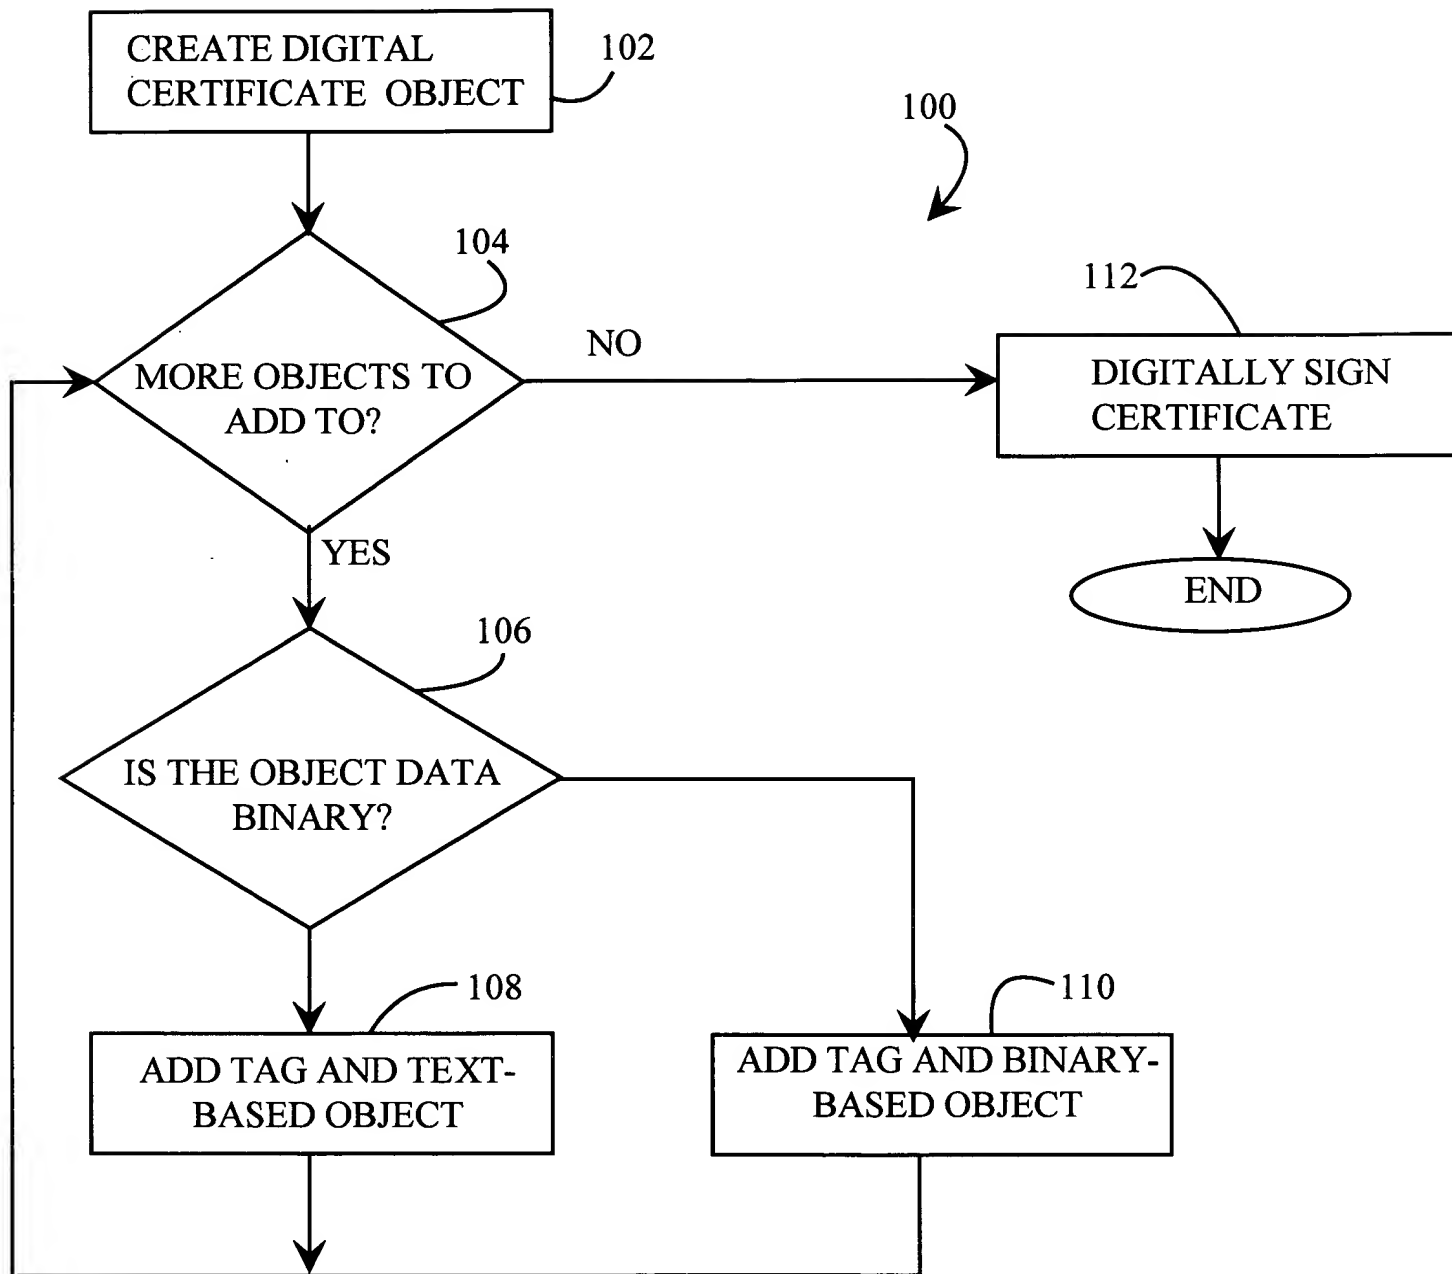 CREATE DIGITAL
CERTIFICATE OBJECT
102
100
104
112
MORE OBJECTS TO
ADD TO?
NO
DIGITALLY SIGN
CERTIFICATE
YES
END
106
IS THE OBJECT DATA
BINARY?
108
110
ADD TAG AND TEXT-
BASED OBJECT
ADD TAG AND BINARY-
BASED OBJECT